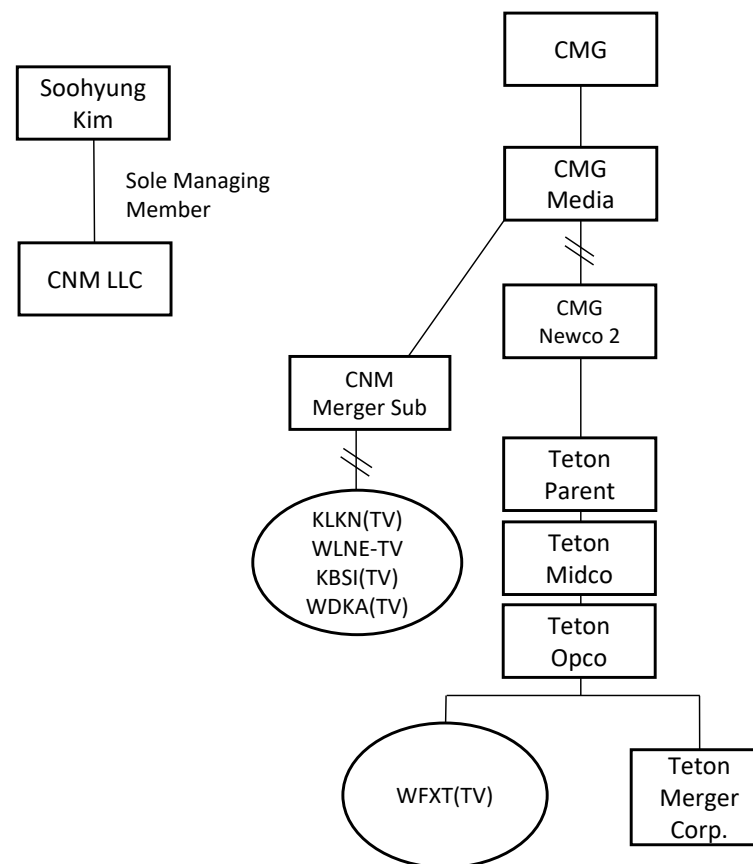 CMG
Soohyung
Kim
Sole Managing
Member
CNM LLC
CMG
Media
CMG
Newco 2
CNM
Merger Sub
Teton
Parent
KLKN(TV)
WLNE-TV
KBSI(TV)
WDKA(TV)
Teton
Midco
Teton
Opco
WFXT(TV)
Teton
Merger
Corp.